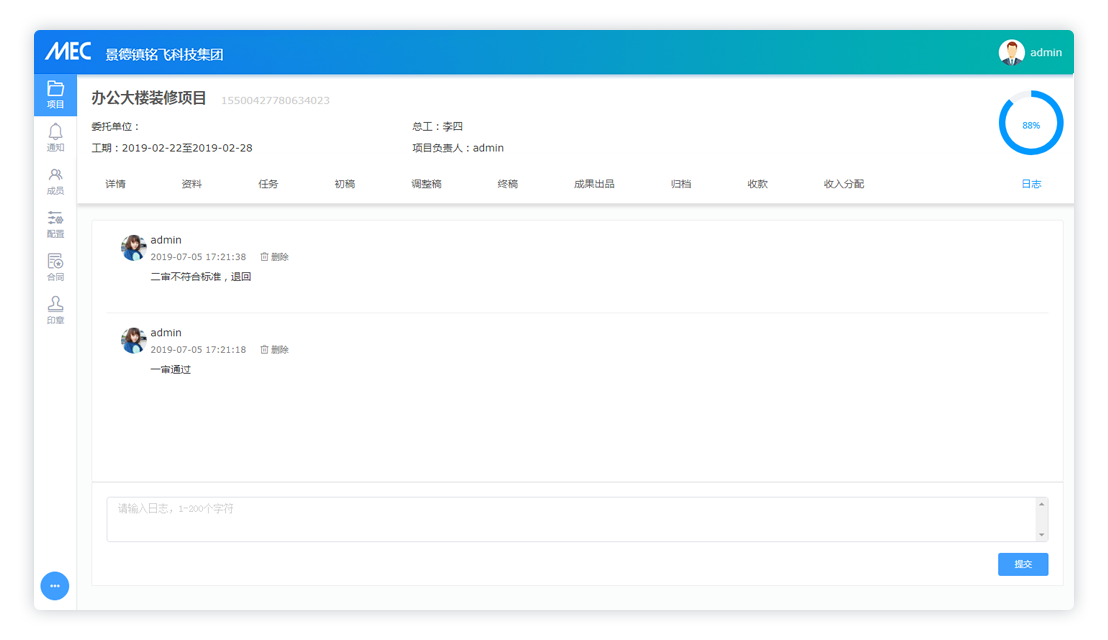 MEC 景德镇铭飞科技集团 admin
项目
通知
成员
配置
合同
印章
办公大楼装修项目 15500427780634023
委托单位： 总工：李四
工期：2019-02-22至2019-02-28 项目负责人：admin
88%
详情 资料 任务 初稿 调整稿 终稿 成果出品 归档 收款 收入分配 日志
admin
2019-07-05 17:21:38 删除
二审不符合标准，退回
admin
2019-07-05 17:21:18 删除
一审通过
请输入日志，1-200个字符
提交